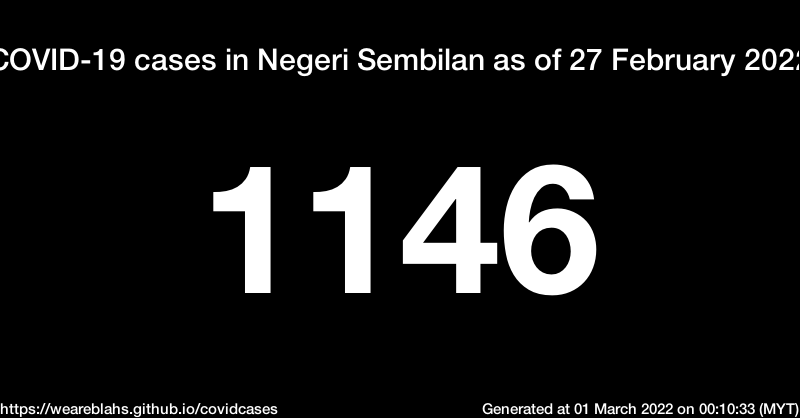 COVID-19 cases in Negeri Sembilan as of 27 February 2022
1146
https://weareblahs.github.io/covidcases
Generated at 01 March 2022 on 00:10:33 (MYT)